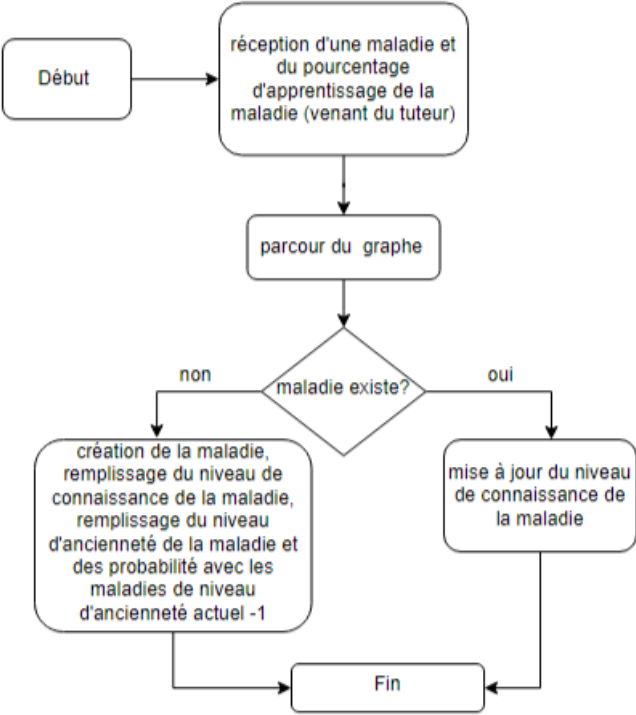 Début
réception d'une maladie et
du pourcentage
d'apprentissage de la
maladie (venant du tuteur)
parcour du graphe
maladie existe?
non
oui
création de la maladie,
remplissage du niveau de
connaissance de la maladie,
remplissage du niveau
d'ancienneté de la maladie et
des probabilité avec les
maladies de niveau
d'ancienneté actuel -1
mise à jour du niveau
de connaissance de
la maladie
Fin